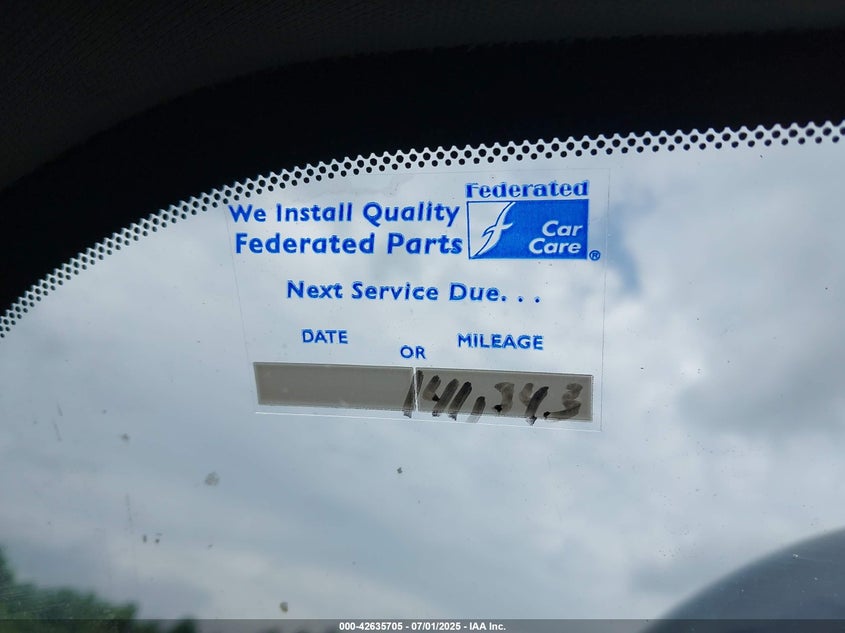 We Install Quality
Federated Parts
Federated
Car
Care®
Next Service Due. . .
DATE
OR
MILEAGE
141,343
000-42635705 - 07/01/2025 - IAA Inc.